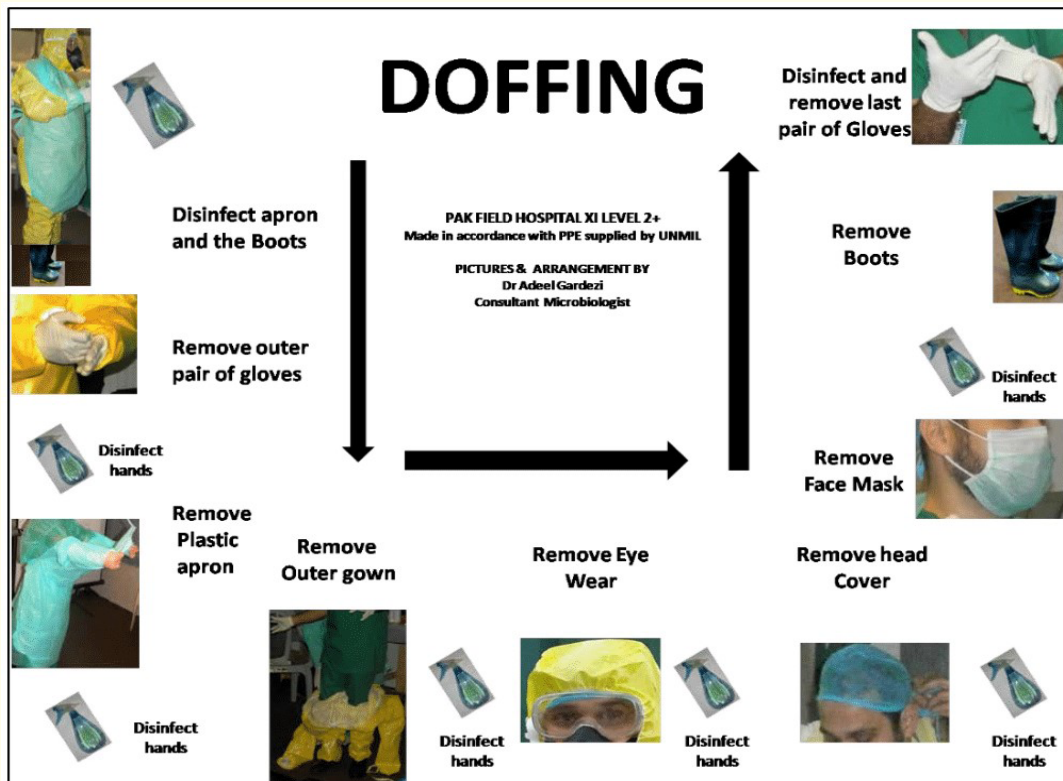 DOFFING
Disinfect apron
and the Boots
Remove outer
pair of gloves
Disinfect
hands
Remove
Plastic
apron
Disinfect
hands
Remove
Outer gown
Disinfect
hands
Remove Eye
Wear
Disinfect
hands
Remove head
Cover
Disinfect
hands
Remove
Face Mask
Disinfect
hands
Remove
Boots
Disinfect and
remove last
pair of Gloves
PAK FIELD HOSPITAL XI LEVEL 2+
Made in accordance with PPE supplied by UNMIL
PICTURES & ARRANGEMENT BY
Dr Adeel Gardezi
Consultant Microbiologist